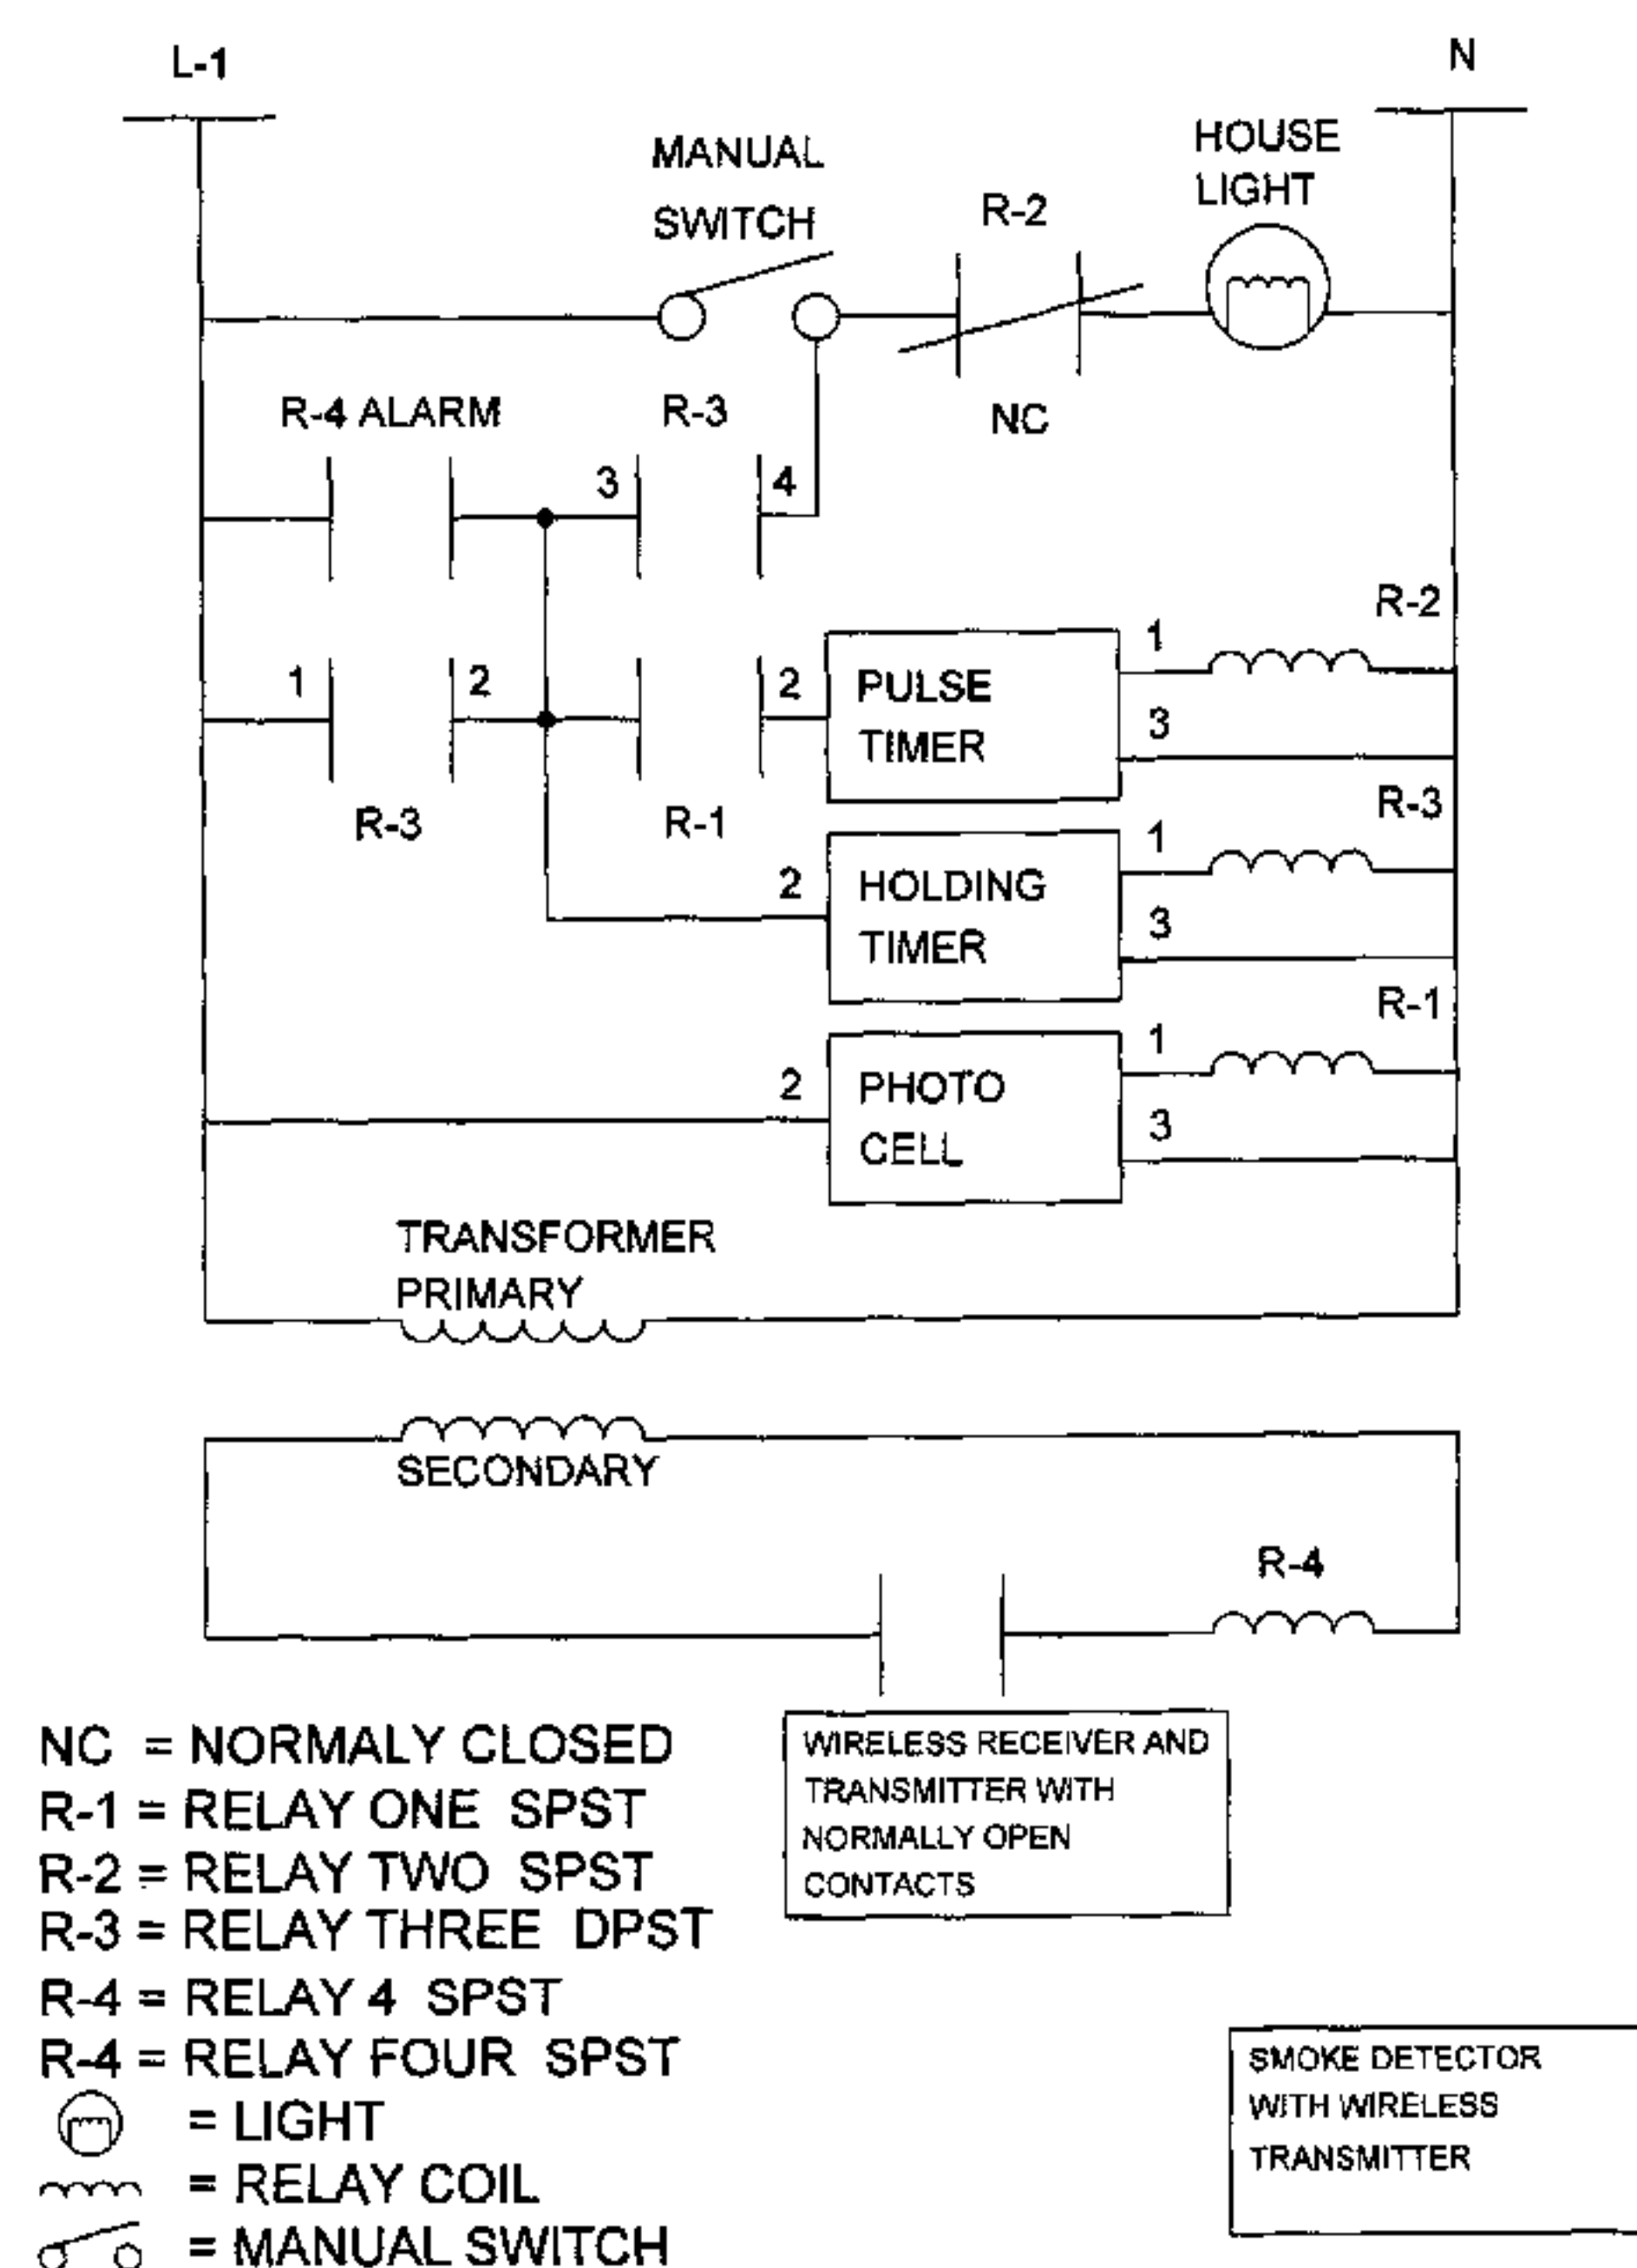 L-1
N
MANUAL
SWITCH
R-2
HOUSE
LIGHT
NC
R-4 ALARM
R-3
3
4
R-2
1
2
2
PULSE
TIMER
1
3
R-3
R-1
R-3
2
HOLDING
TIMER
1
3
R-1
2
PHOTO
CELL
1
3
TRANSFORMER
PRIMARY
SECONDARY
R-4
NC = NORMALY CLOSED
R-1 = RELAY ONE SPST
R-2 = RELAY TWO SPST
R-3 = RELAY THREE DPST
R-4 = RELAY 4 SPST
R-4 = RELAY FOUR SPST
= LIGHT
= RELAY COIL
= MANUAL SWITCH
WIRELESS RECEIVER AND
TRANSMITTER WITH
NORMALLY OPEN
CONTACTS
SMOKE DETECTOR
WITH WIRELESS
TRANSMITTER